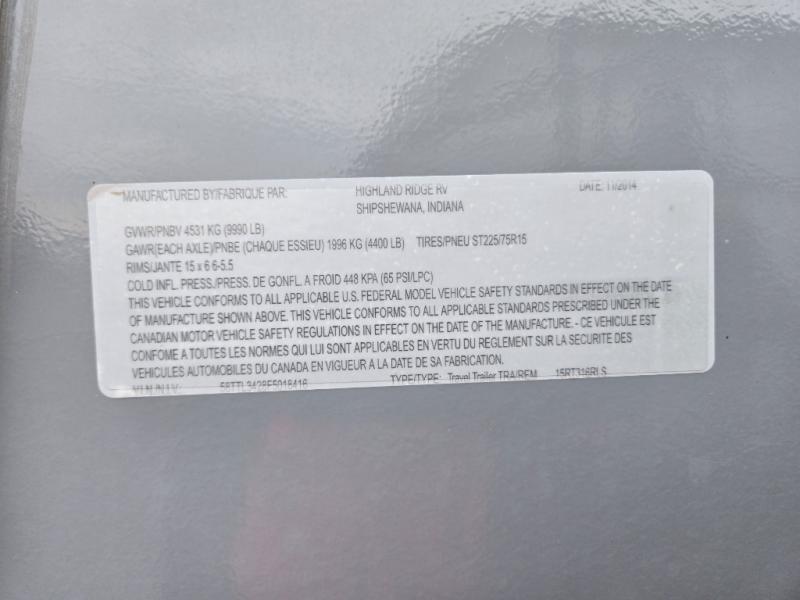 MANUFACTURED BY/FABRIQUE PAR: HIGHLAND RIDGE RV DATE: 11/2014
SHIPSHEWANA, INDIANA
GVWR/PNBV 4531 KG (9990 LB)
GAWR(EACH AXLE)/PNBE (CHAQUE ESSIEU) 1996 KG (4400 LB) TIRES/PNEU ST225/75R15
RIMS/JANTE 15 x 6 6-5.5
COLD INFL. PRESS./PRESS. DE GONFL. A FROID 448 KPA (65 PSI/LPC)
THIS VEHICLE CONFORMS TO ALL APPLICABLE U.S. FEDERAL MODEL VEHICLE SAFETY STANDARDS IN EFFECT ON THE DATE
OF MANUFACTURE SHOWN ABOVE. THIS VEHICLE CONFORMS TO ALL APPLICABLE STANDARDS PRESCRIBED UNDER THE
CANADIAN MOTOR VEHICLE SAFETY REGULATIONS IN EFFECT ON THE DATE OF THE MANUFACTURE. - CE VEHICULE EST
CONFOME A TOUTES LES NORMES QUI LUI SONT APPLICABLES EN VERTU DU REGLEMENT SUR LA SECURITE DES
VEHICULES AUTOMOBILES DU CANADA EN VIGUEUR A LA DATE DE SA FABRICATION.
V.I.N./N.I.V.: TYPE/TYPE: Travel Trailer TRA/REM 15RT316RLS